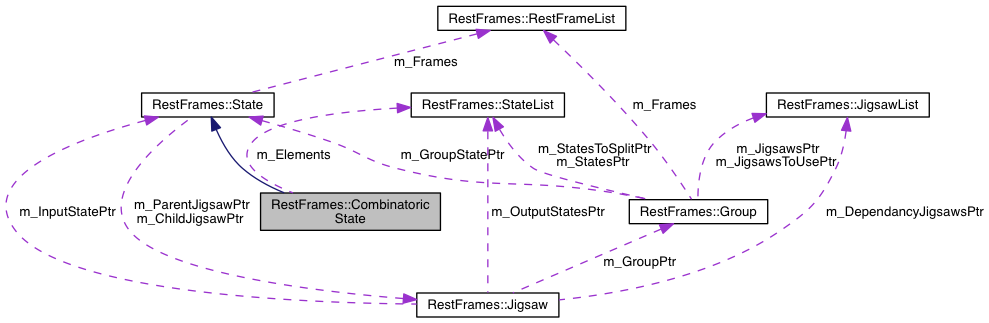 RestFrames::RestFrameList
m_Frames
RestFrames::State
RestFrames::StateList
m_Frames
RestFrames::JigsawList
m_Elements
m_GroupStatePtr
m_StatesToSplitPtr
m_StatesPtr
m_JigsawsPtr
m_JigsawsToUsePtr
m_InputStatePtr
m_ParentJigsawPtr
m_ChildJigsawPtr
RestFrames::Combinatoric
State
m_OutputStatesPtr
RestFrames::Group
m_DependancyJigsawsPtr
m_GroupPtr
RestFrames::Jigsaw